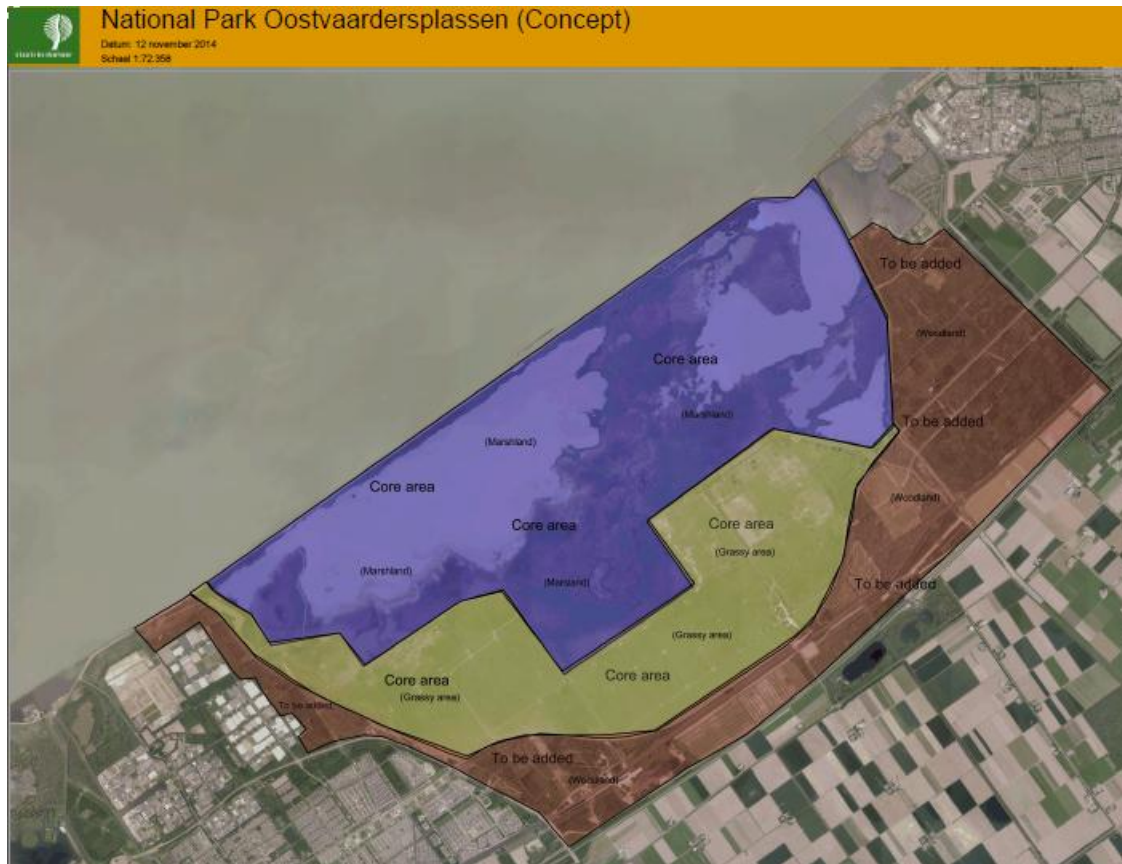 National Park Oostvaardersplassen (Concept)
Datum: 12 november 2014
Schaal 1:72.358
To be added
(Woodland)
Core area
(Marshland)
To be added
(Marshland)
Core area
(Woodland)
Core area
Core area
(Grassy area)
(Marshland)
(Marsland)
To be added
(Grassy area)
Core area
Core area
(Grassy area)
To be added
To be added
(Woodland)